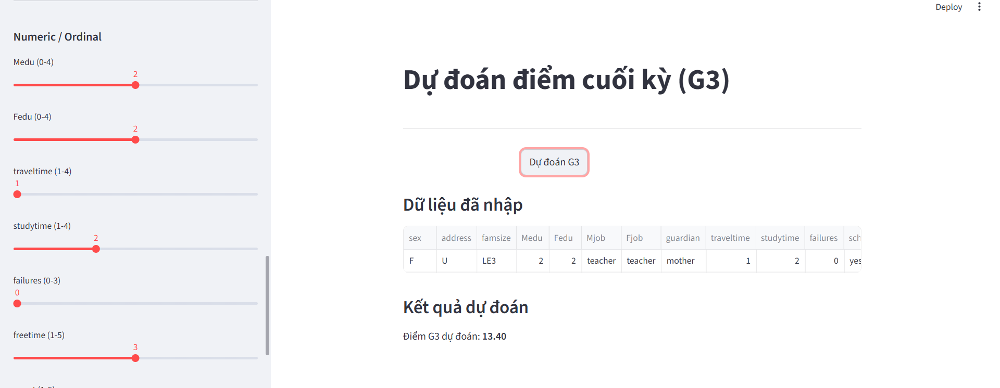 Numeric / Ordinal
Medu (0-4)
2
Fedu (0-4)
2
traveltime (1-4)
1
studytime (1-4)
2
failures (0-3)
0
freetime (1-5)
3
Deploy
Dự đoán điểm cuối kỳ (G3)
Dự đoán G3
Dữ liệu đã nhập
sex address famsize Medu Fedu Mjob Fjob guardian traveltime studytime failures sch
F U LE3 2 2 teacher teacher mother 1 2 0 yes
Kết quả dự đoán
Điểm G3 dự đoán: 13.40